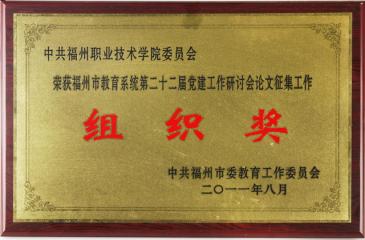 中共福州职业技术学院委员会
荣获福州市教育系统第二十二届党建工作研讨会论文征集工作
组织奖
中共福州市委教育工作委员会
二〇一一年八月